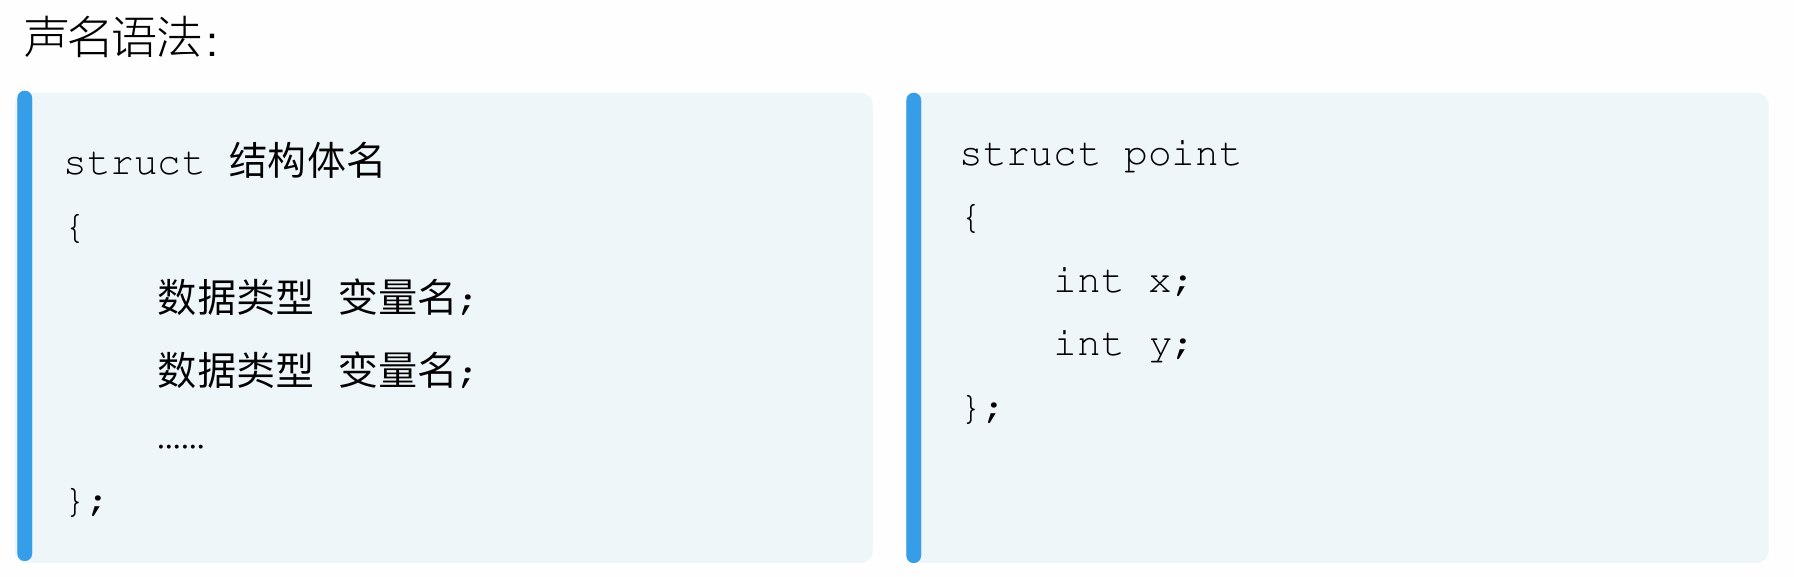 声名语法：
struct 结构体名
{
数据类型 变量名;
数据类型 变量名;
……
};
struct point
{
int x;
int y;
};